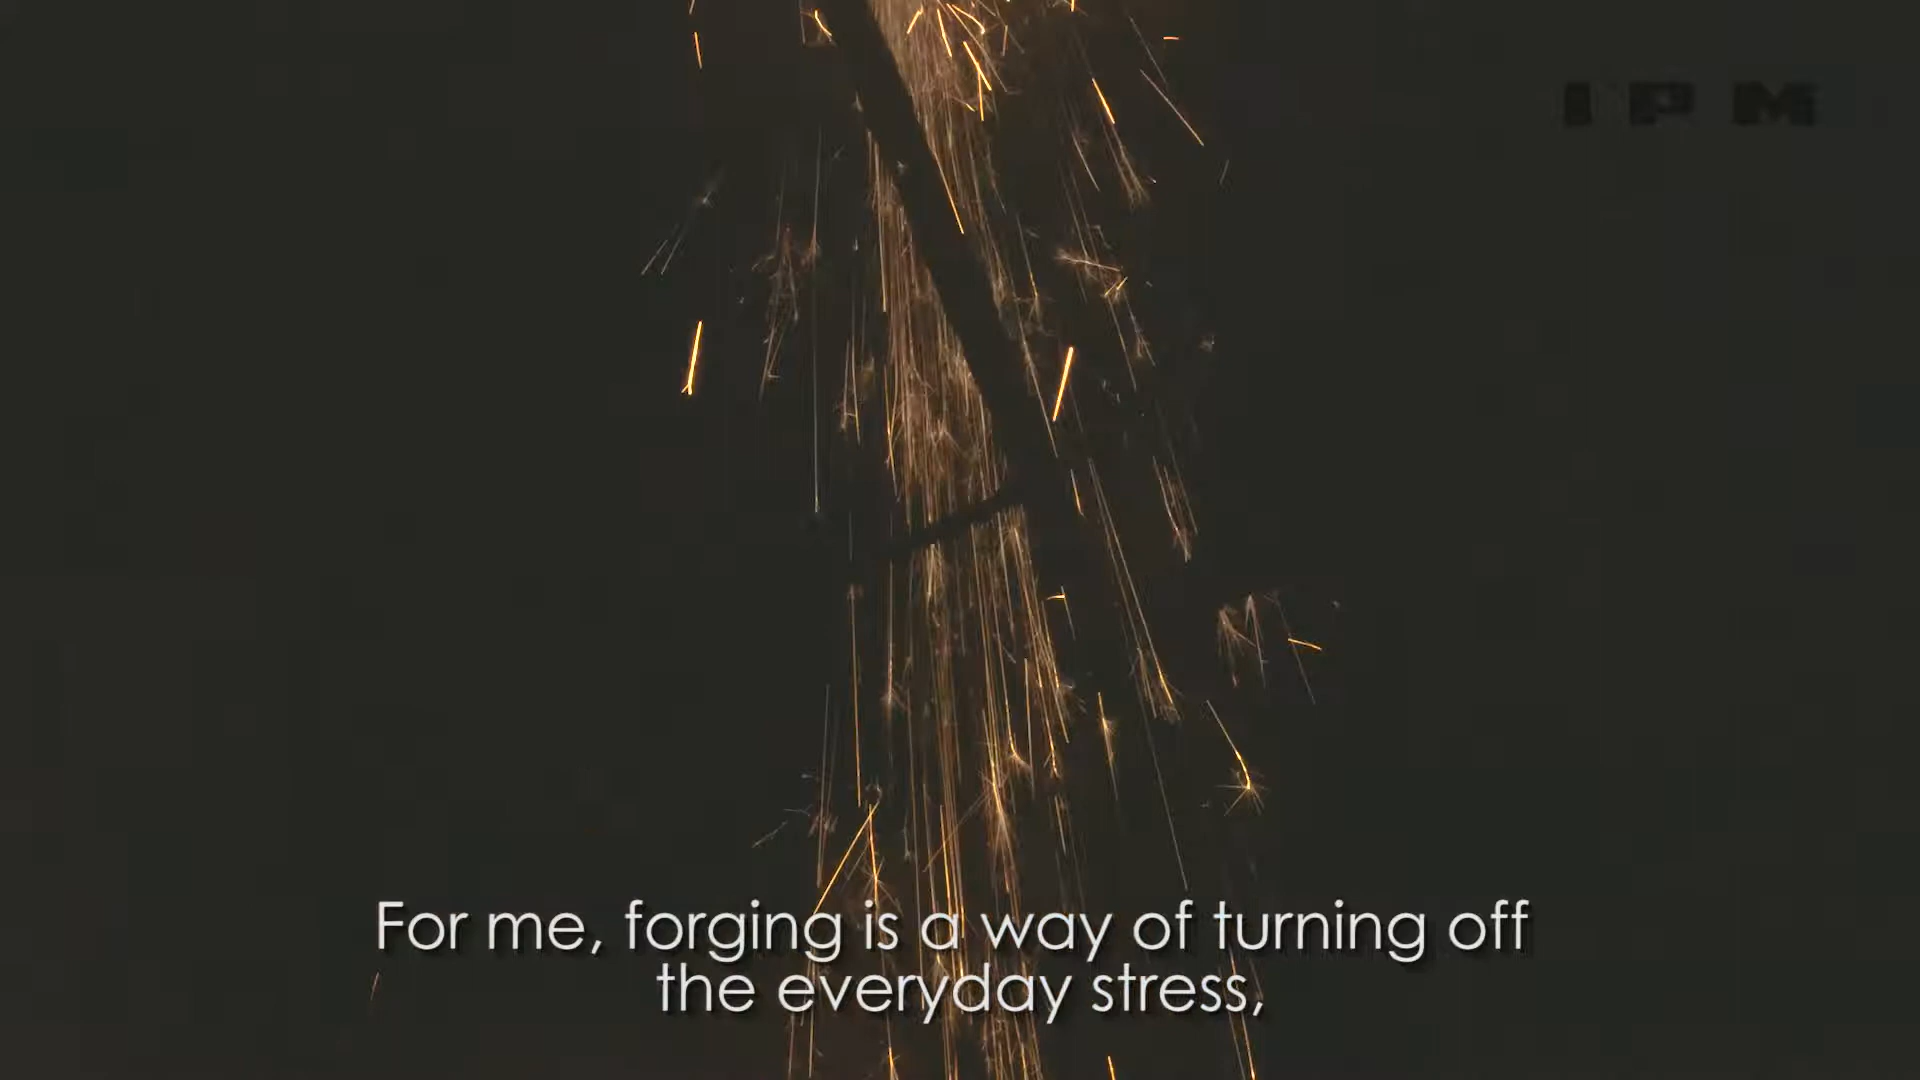 IPM
For me, forging is a way of turning off
the everyday stress,